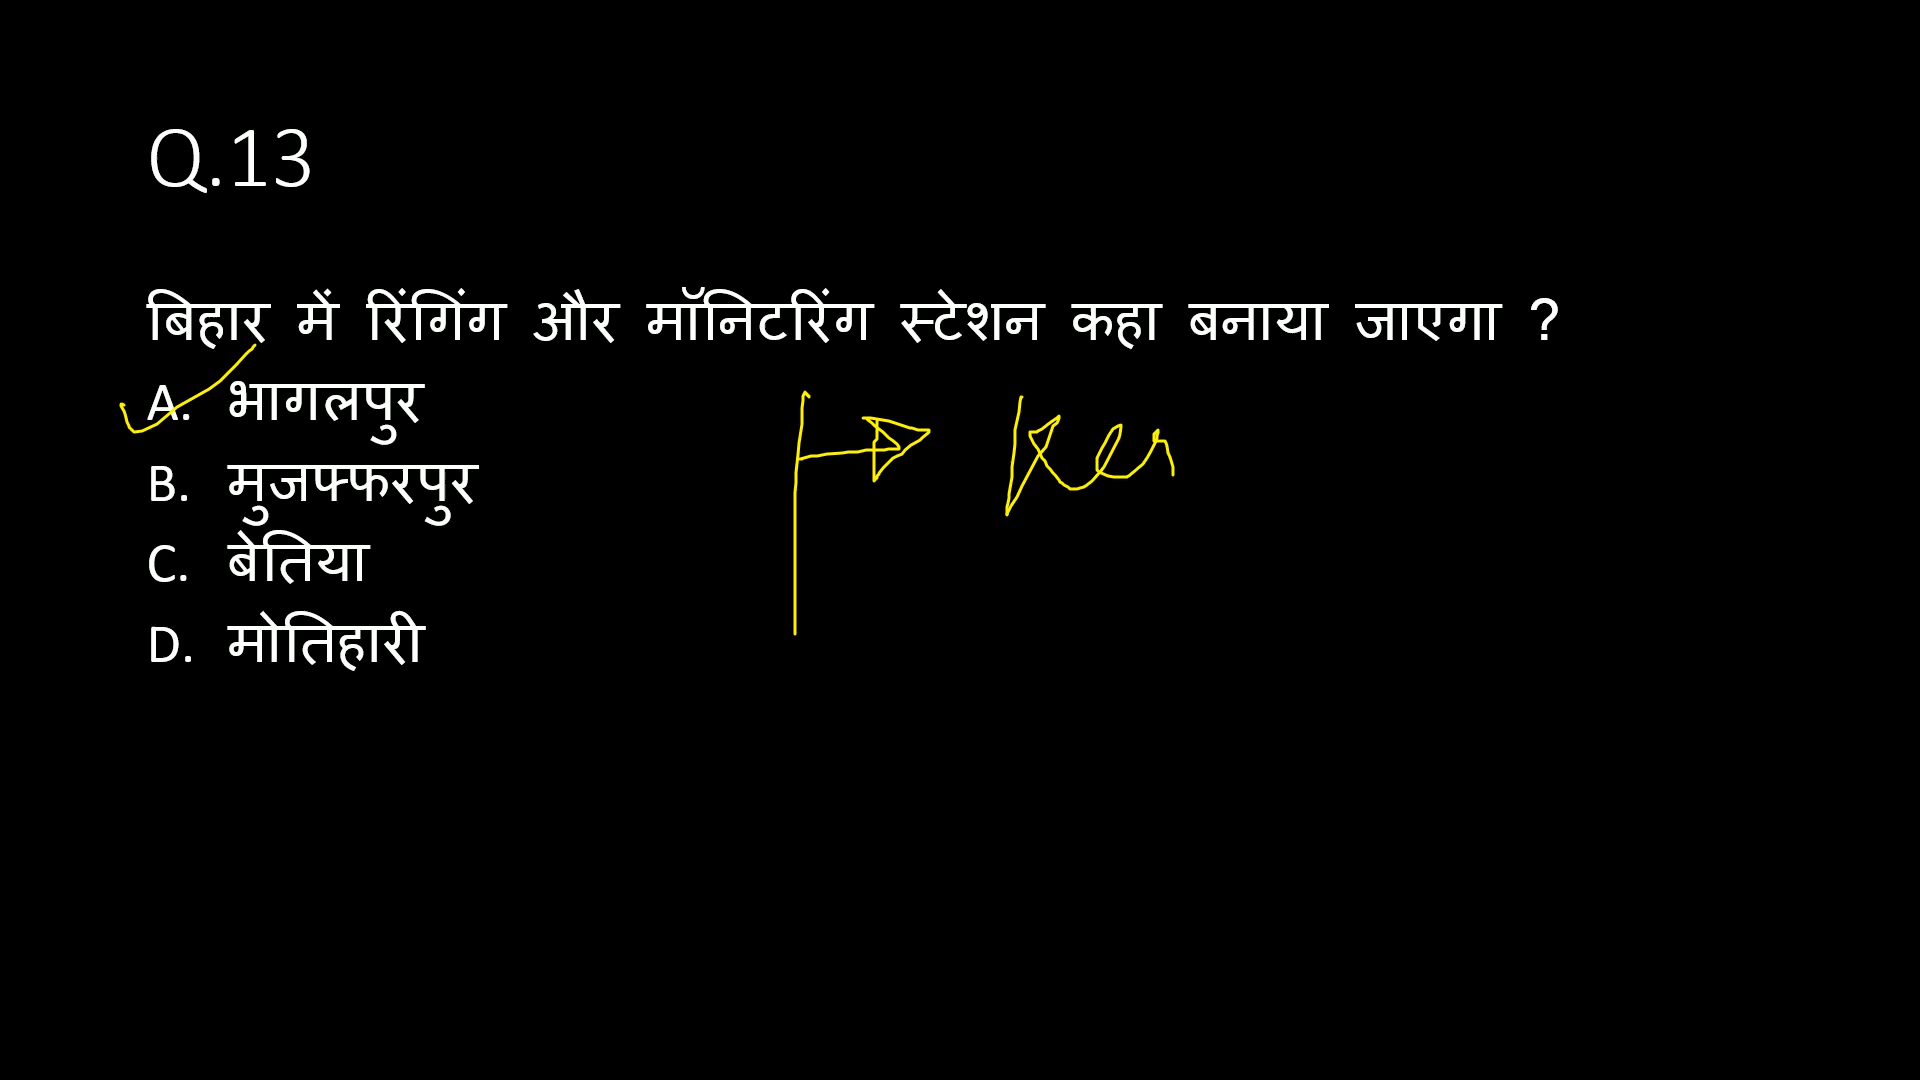 Q.13
बिहार में रिंगिंग और मॉनिटरिंग स्टेशन कहा बनाया जाएगा ?
A. भागलपुर
B. मुजफ्फरपुर
C. बेतिया
D. मोतिहारी